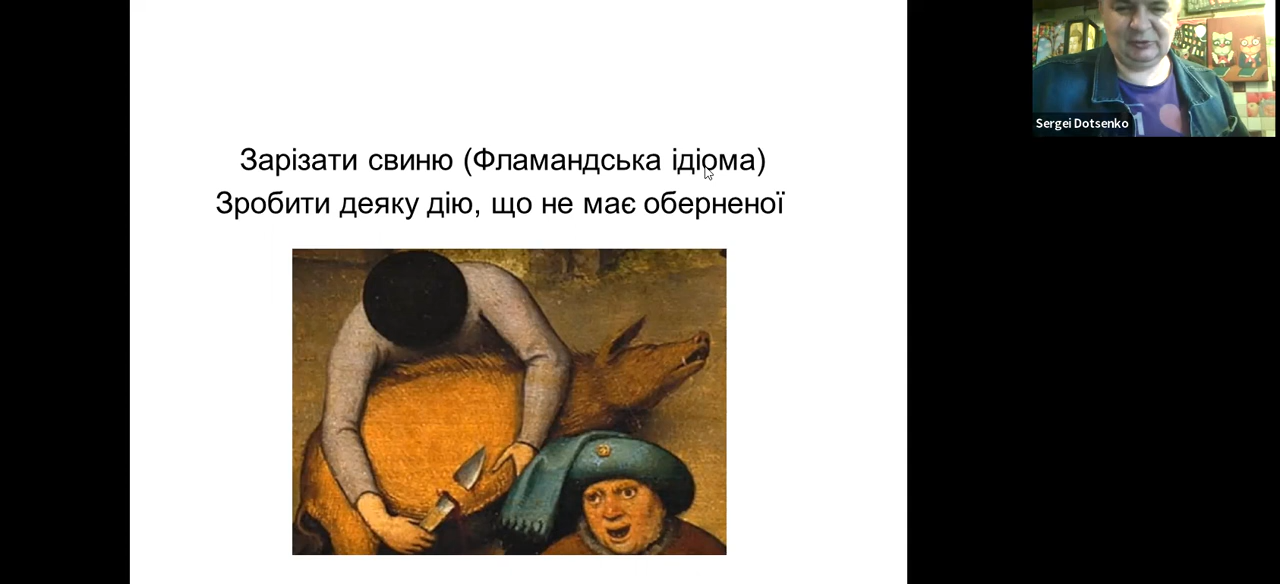 Зарізати свиню (Фламандська ідіома)
Зробити деяку дію, що не має оберненої
Sergei Dotsenko